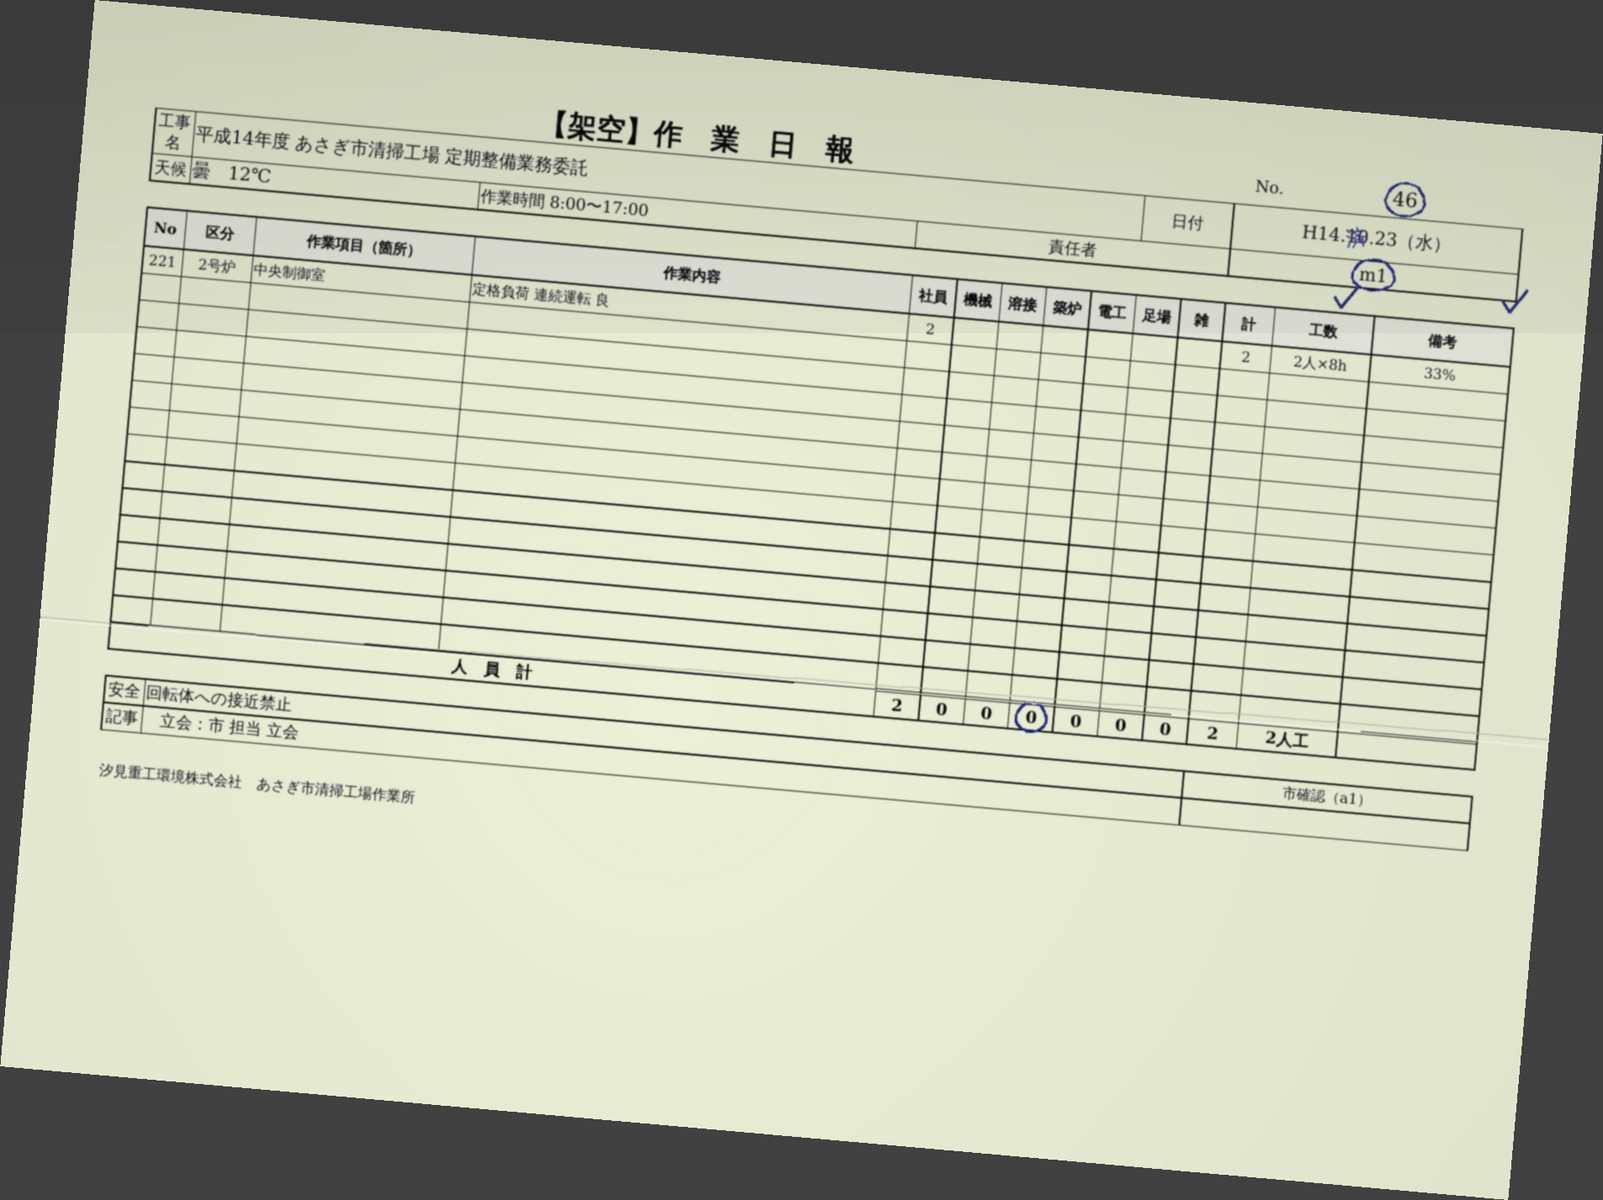 【架空】作 業 日 報
No. 46
工事名 平成14年度 あさぎ市清掃工場 定期整備業務委託 日付 H14.10.23（水）
天候 曇 12℃ 作業時間 8:00〜17:00 責任者 m1
No 区分 作業項目（箇所） 作業内容 社員 機械 溶接 築炉 電工 足場 雑 計 工数 備考
221 2号炉 中央制御室 定格負荷 連続運転 良 2 2 2人×8h 33%
人 員 計 2 0 0 0 0 0 0 2 2人工
安全 回転体への接近禁止 市確認（a1）
記事 立会：市 担当 立会
汐見重工環境株式会社 あさぎ市清掃工場作業所